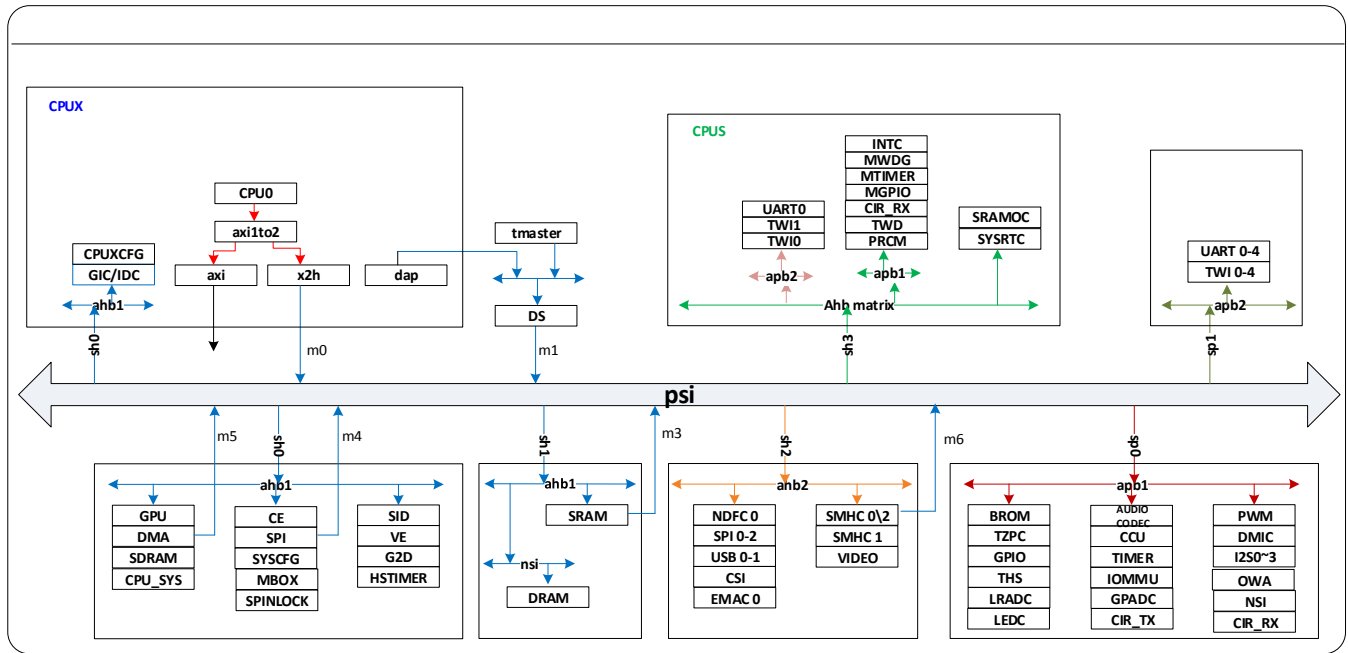 CPUX
CPU0
axi1to2
CPUXCFG
GIC/IDC
ahb1
sh0
axi
x2h
m0
dap
tmaster
DS
m1
CPUS
UART0
TWI1
TWI0
apb2
INTC
MWDG
MTIMER
MGPIO
CIR_RX
TWD
PRCM
apb1
SRAMOC
SYSRTC
Ahb matrix
sh3
UART 0-4
TWI 0-4
apb2
sp1
psi
m5
sh0
m4
ahb1
GPU
DMA
SDRAM
CPU_SYS
CE
SPI
SYSCFG
MBOX
SPINLOCK
SID
VE
G2D
HSTIMER
sh1
m3
ahb1
SRAM
nsi
DRAM
sh2
m6
ahb2
NDFC 0
SPI 0-2
USB 0-1
CSI
EMAC 0
SMHC 0\2
SMHC 1
VIDEO
sp0
apb1
BROM
TZPC
GPIO
THS
LRADC
LEDC
AUDIO
CODEC
CCU
TIMER
IOMMU
GPADC
CIR_TX
PWM
DMIC
I2S0~3
OWA
NSI
CIR_RX